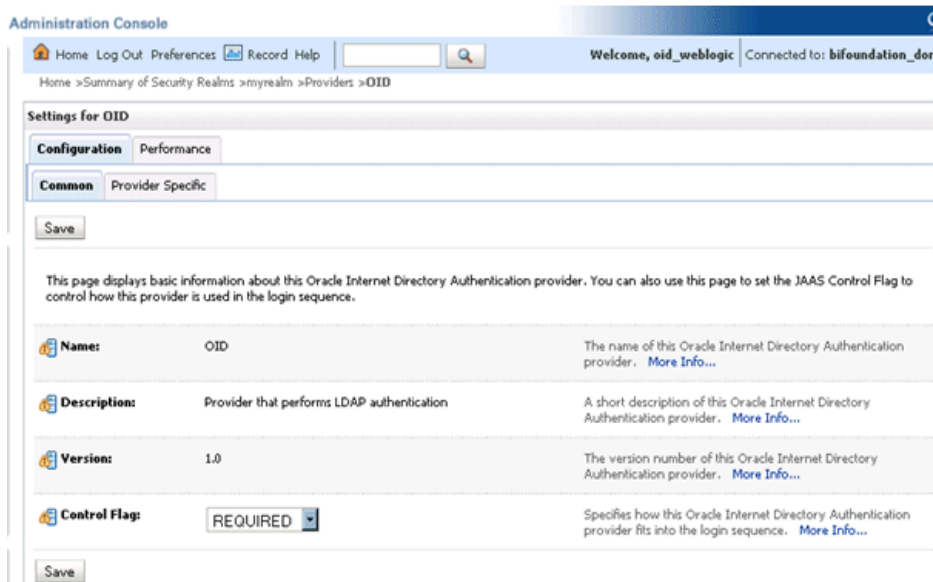 Administration Console
Home Log Out Preferences Record Help
Welcome, oid_weblogic Connected to: bifoundation_dor
Home >Summary of Security Realms >myrealm >Providers >OID
Settings for OID
Configuration Performance
Common Provider Specific
Save
This page displays basic information about this Oracle Internet Directory Authentication provider. You can also use this page to set the JAAS Control Flag to
control how this provider is used in the login sequence.
Name: OID The name of this Oracle Internet Directory Authentication
provider. More Info...
Description: Provider that performs LDAP authentication A short description of this Oracle Internet Directory
Authentication provider. More Info...
Version: 1.0 The version number of this Oracle Internet Directory
Authentication provider. More Info...
Control Flag: REQUIRED Specifies how this Oracle Internet Directory Authentication
provider fits into the login sequence. More Info...
Save